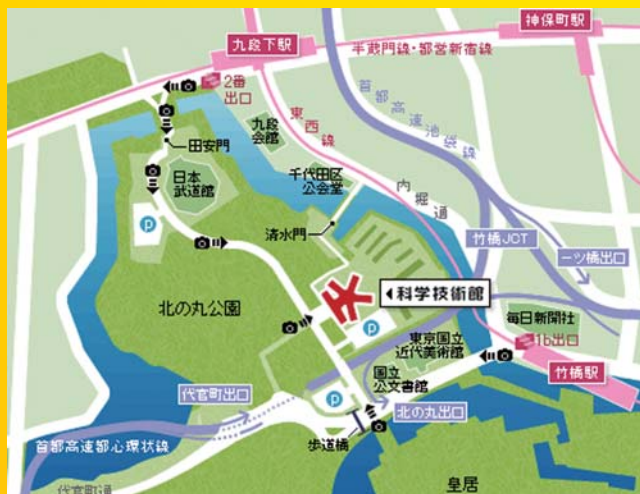 神保町駅
九段下駅
半蔵門線・都営新宿線
2番
出口
首都高速池袋線
東西線
九段
会館
田安門
日本
武道館
千代田区
公会堂
内堀通
P
清水門
竹橋JCT
一ツ橋出口
科学技術館
北の丸公園
毎日新聞社
P
東京国立
近代美術館
1b出口
竹橋駅
国立
公文書館
代官町出口
P
北の丸出口
首都高速都心環状線
歩道橋
代官町通
皇居